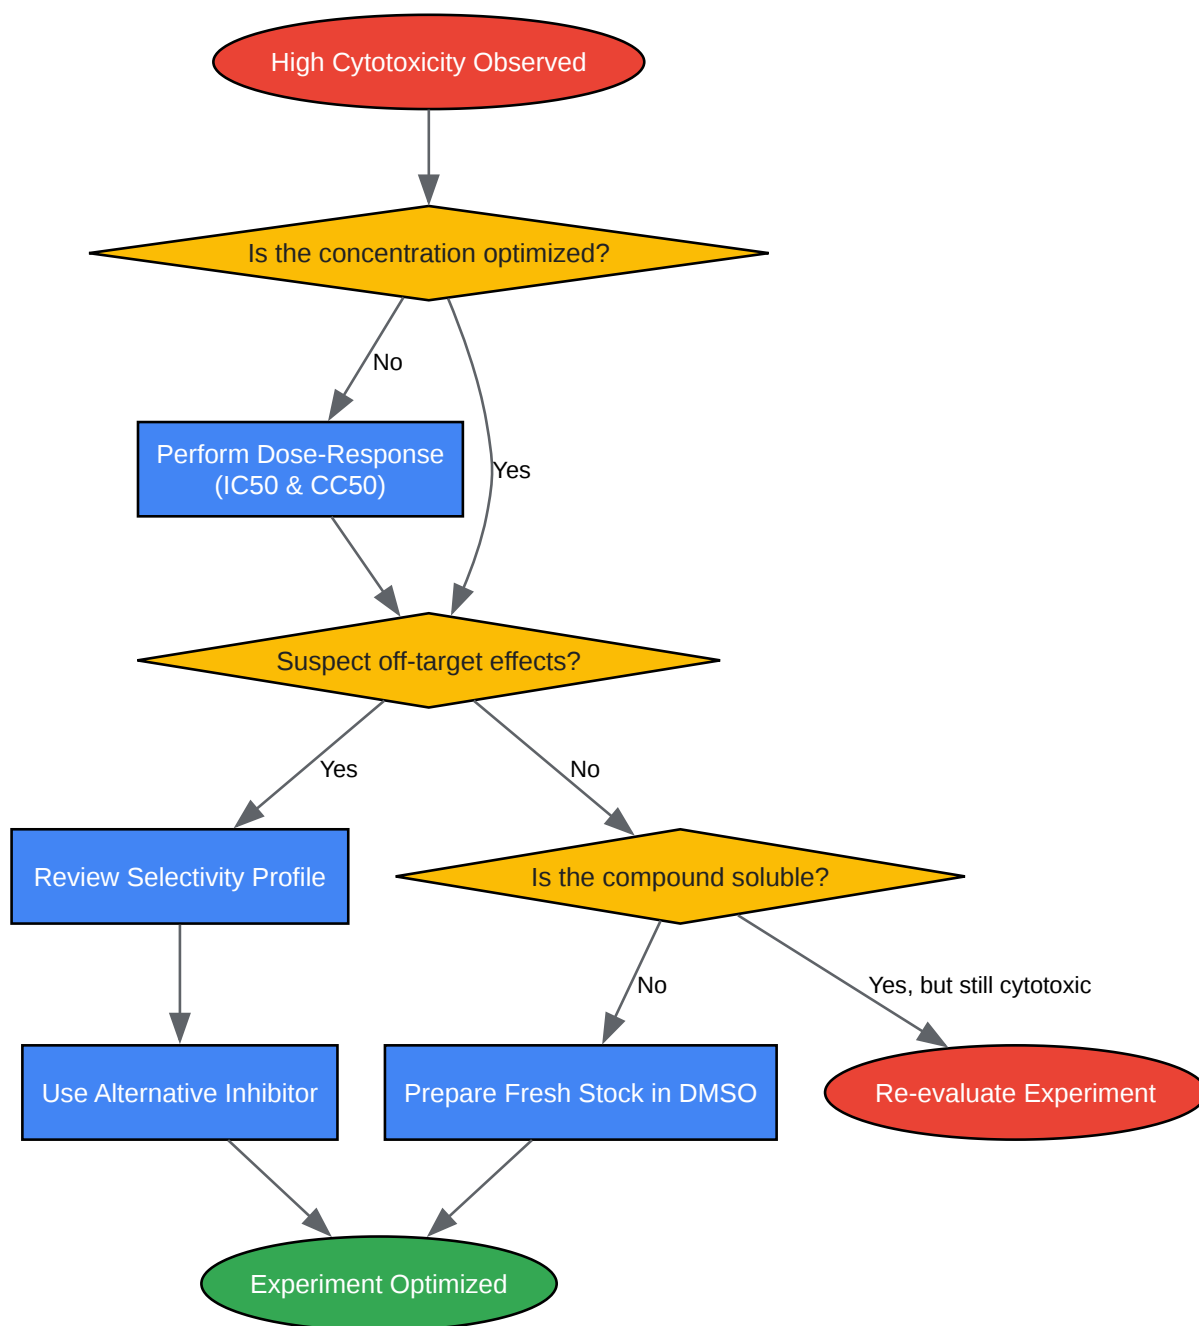 High Cytotoxicity Observed
Is the concentration optimized?
No
Perform Dose-Response
(IC50 & CC50)
Yes
Suspect off-target effects?
Yes
No
Review Selectivity Profile
Is the compound soluble?
No
Yes, but still cytotoxic
Use Alternative Inhibitor
Prepare Fresh Stock in DMSO
Re-evaluate Experiment
Experiment Optimized